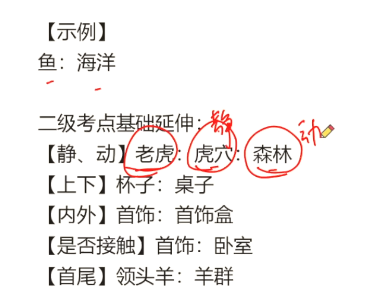 【示例】
鱼：海洋
二级考点基础延伸：静
【静、动】老虎：虎穴：森林 动
【上下】杯子：桌子
【内外】首饰：首饰盒
【是否接触】首饰：卧室
【首尾】领头羊：羊群